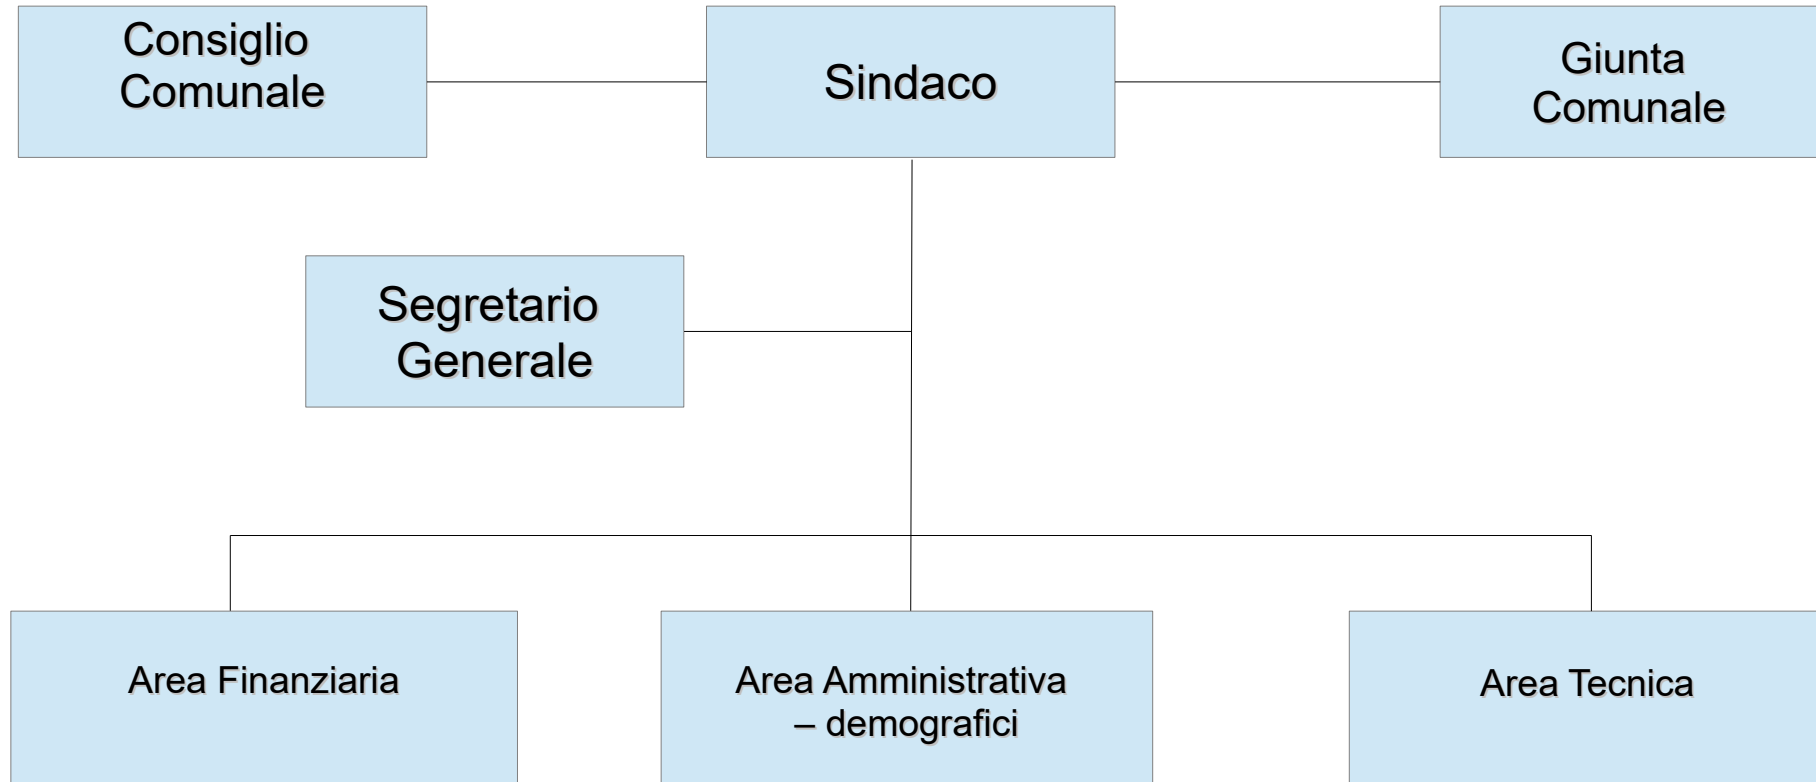 Consiglio
Comunale
Sindaco
Giunta
Comunale
Segretario
Generale
Area Finanziaria
Area Amministrativa
– demografici
Area Tecnica